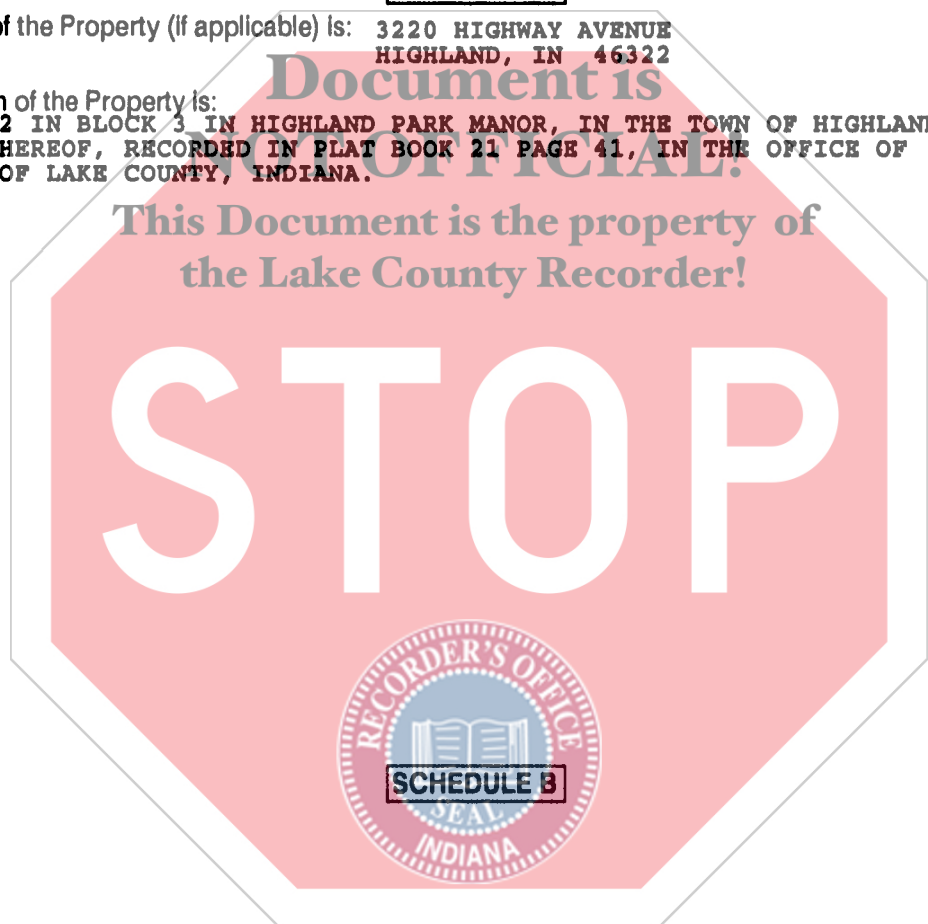 of the Property (if applicable) is: 3220 HIGHWAY AVENUE
HIGHLAND, IN 46322
Document is
of the Property is:
2 IN BLOCK 3 IN HIGHLAND PARK MANOR, IN THE TOWN OF HIGHLAND
HEREOF, RECORDED IN PLAT BOOK 21 PAGE 41, IN THE OFFICE OF
NOT OFFICIAL!
OF LAKE COUNTY, INDIANA.
This Document is the property of
the Lake County Recorder!
STOP
RECORDER'S OFFICE
SCHEDULE B
SEAL
INDIANA